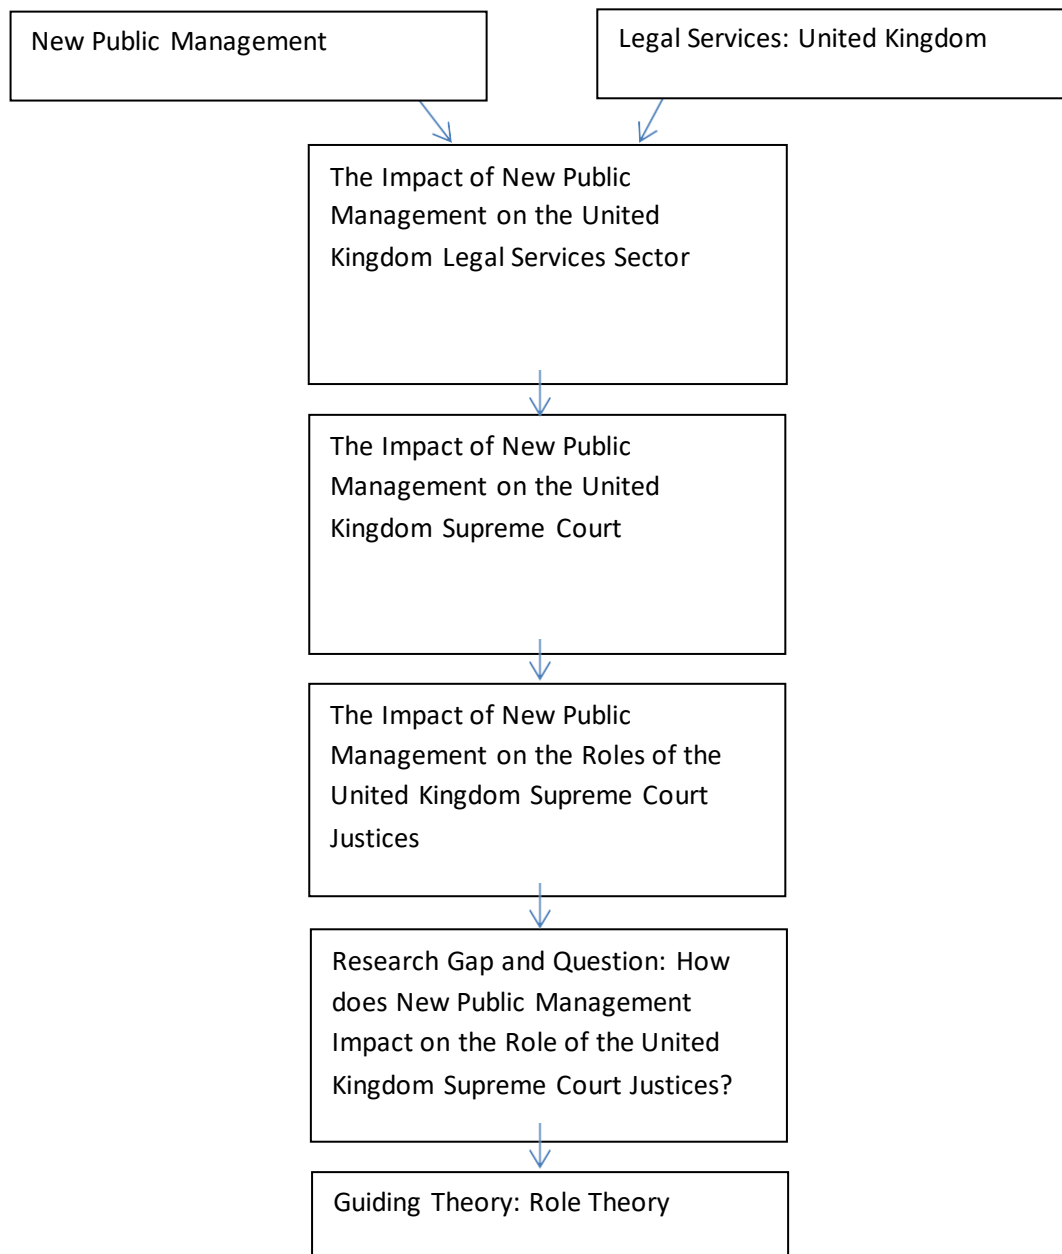 New Public Management
Legal Services: United Kingdom
The Impact of New Public
Management on the United
Kingdom Legal Services Sector
The Impact of New Public
Management on the United
Kingdom Supreme Court
The Impact of New Public
Management on the Roles of the
United Kingdom Supreme Court
Justices
Research Gap and Question: How
does New Public Management
Impact on the Role of the United
Kingdom Supreme Court Justices?
Guiding Theory: Role Theory